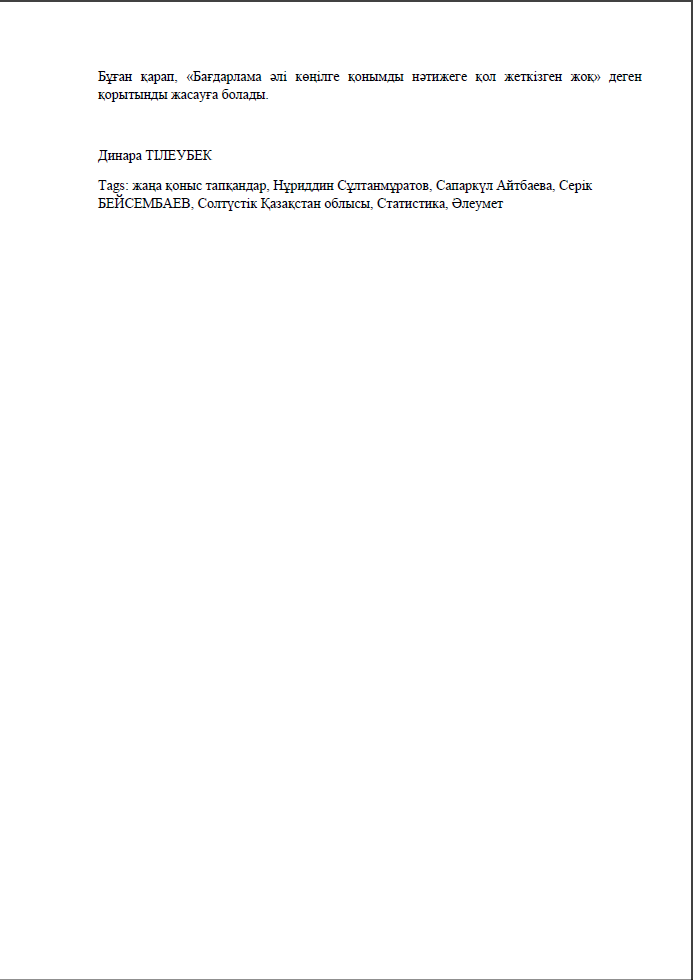 Бұған қарап, «Бағдарлама әлі көңілге қонымды нәтижеге қол жеткізген жоқ» деген
қорытынды жасауға болады.
Динара ТІЛЕУБЕК
Tags: жаңа қоныс тапқандар, Нұриддин Сұлтанмұратов, Сапаркүл Айтбаева, Серік
БЕЙСЕМБАЕВ, Солтүстік Қазақстан облысы, Статистика, Әлеумет